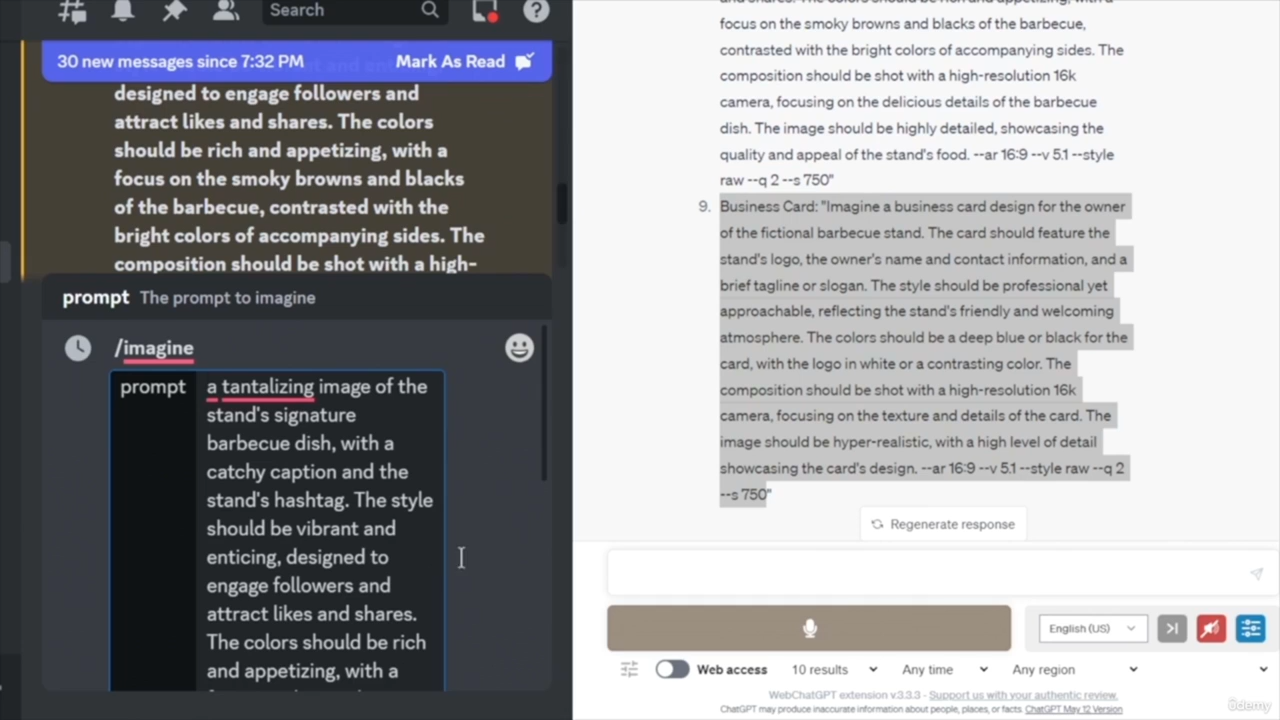 Search
30 new messages since 7:32 PM
Mark As Read
designed to engage followers and
attract likes and shares. The colors
should be rich and appetizing, with a
focus on the smoky browns and blacks
of the barbecue, contrasted with the
bright colors of accompanying sides. The
composition should be shot with a high-
prompt The prompt to imagine
/imagine
prompt a tantalizing image of the
stand's signature
barbecue dish, with a
catchy caption and the
stand's hashtag. The style
should be vibrant and
enticing, designed to
engage followers and
attract likes and shares.
The colors should be rich
and appetizing, with a
focus on the smoky browns and blacks of the barbecue,
contrasted with the bright colors of accompanying sides. The
composition should be shot with a high-resolution 16k
camera, focusing on the delicious details of the barbecue
dish. The image should be highly detailed, showcasing the
quality and appeal of the stand's food. --ar 16:9 --v 5.1 --style
raw --q 2 --s 750"
9. Business Card: "Imagine a business card design for the owner
of the fictional barbecue stand. The card should feature the
stand's logo, the owner's name and contact information, and a
brief tagline or slogan. The style should be professional yet
approachable, reflecting the stand's friendly and welcoming
atmosphere. The colors should be a deep blue or black for the
card, with the logo in white or a contrasting color. The
composition should be shot with a high-resolution 16k
camera, focusing on the texture and details of the card. The
image should be hyper-realistic, with a high level of detail
showcasing the card's design. --ar 16:9 --v 5.1 --style raw --q 2
--s 750"
Regenerate response
English (US)
Web access
10 results
Any time
Any region
WebChatGPT extension v.3.3.3 - Support us with your authentic review.
ChatGPT may produce inaccurate information about people, places, or facts. ChatGPT May 12 Version
ûdemy